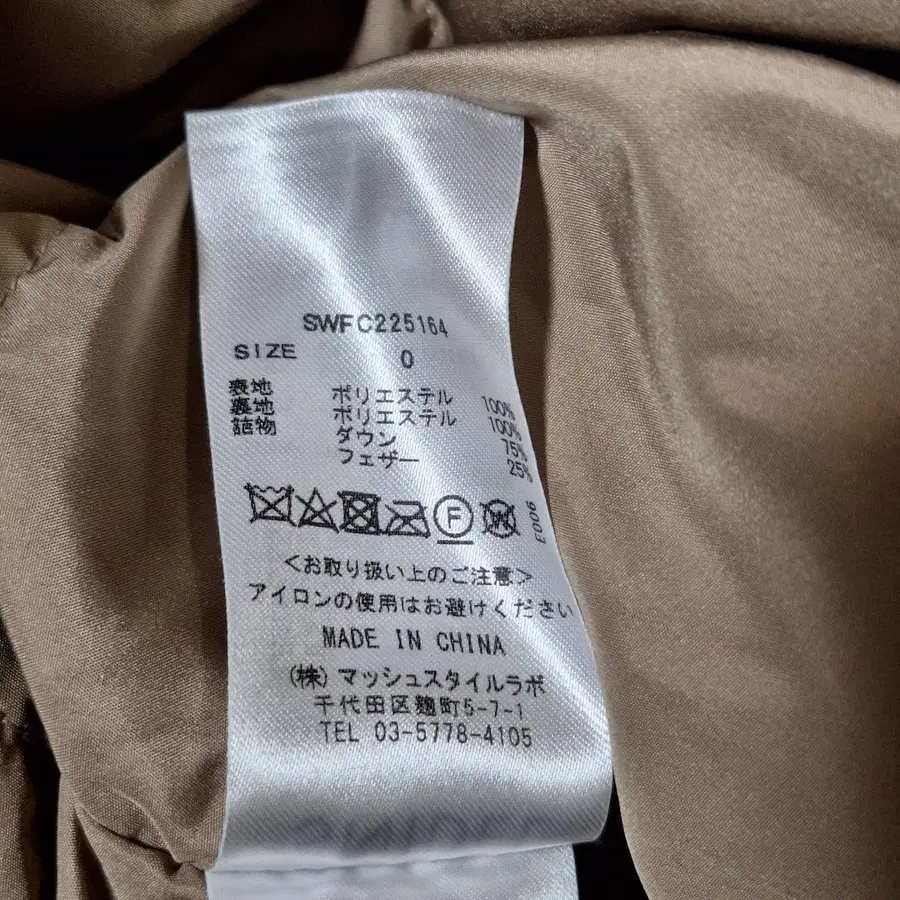 SWFC225164
SIZE 0
表地 ポリエステル 100%
裏地 ポリエステル 100%
詰物 ダウン 75%
フェザー 25%
F W E006
<お取り扱い上のご注意>
アイロンの使用はお避けください
MADE IN CHINA
(株)マッシュスタイルラボ
千代田区麹町5-7-1
TEL 03-5778-4105